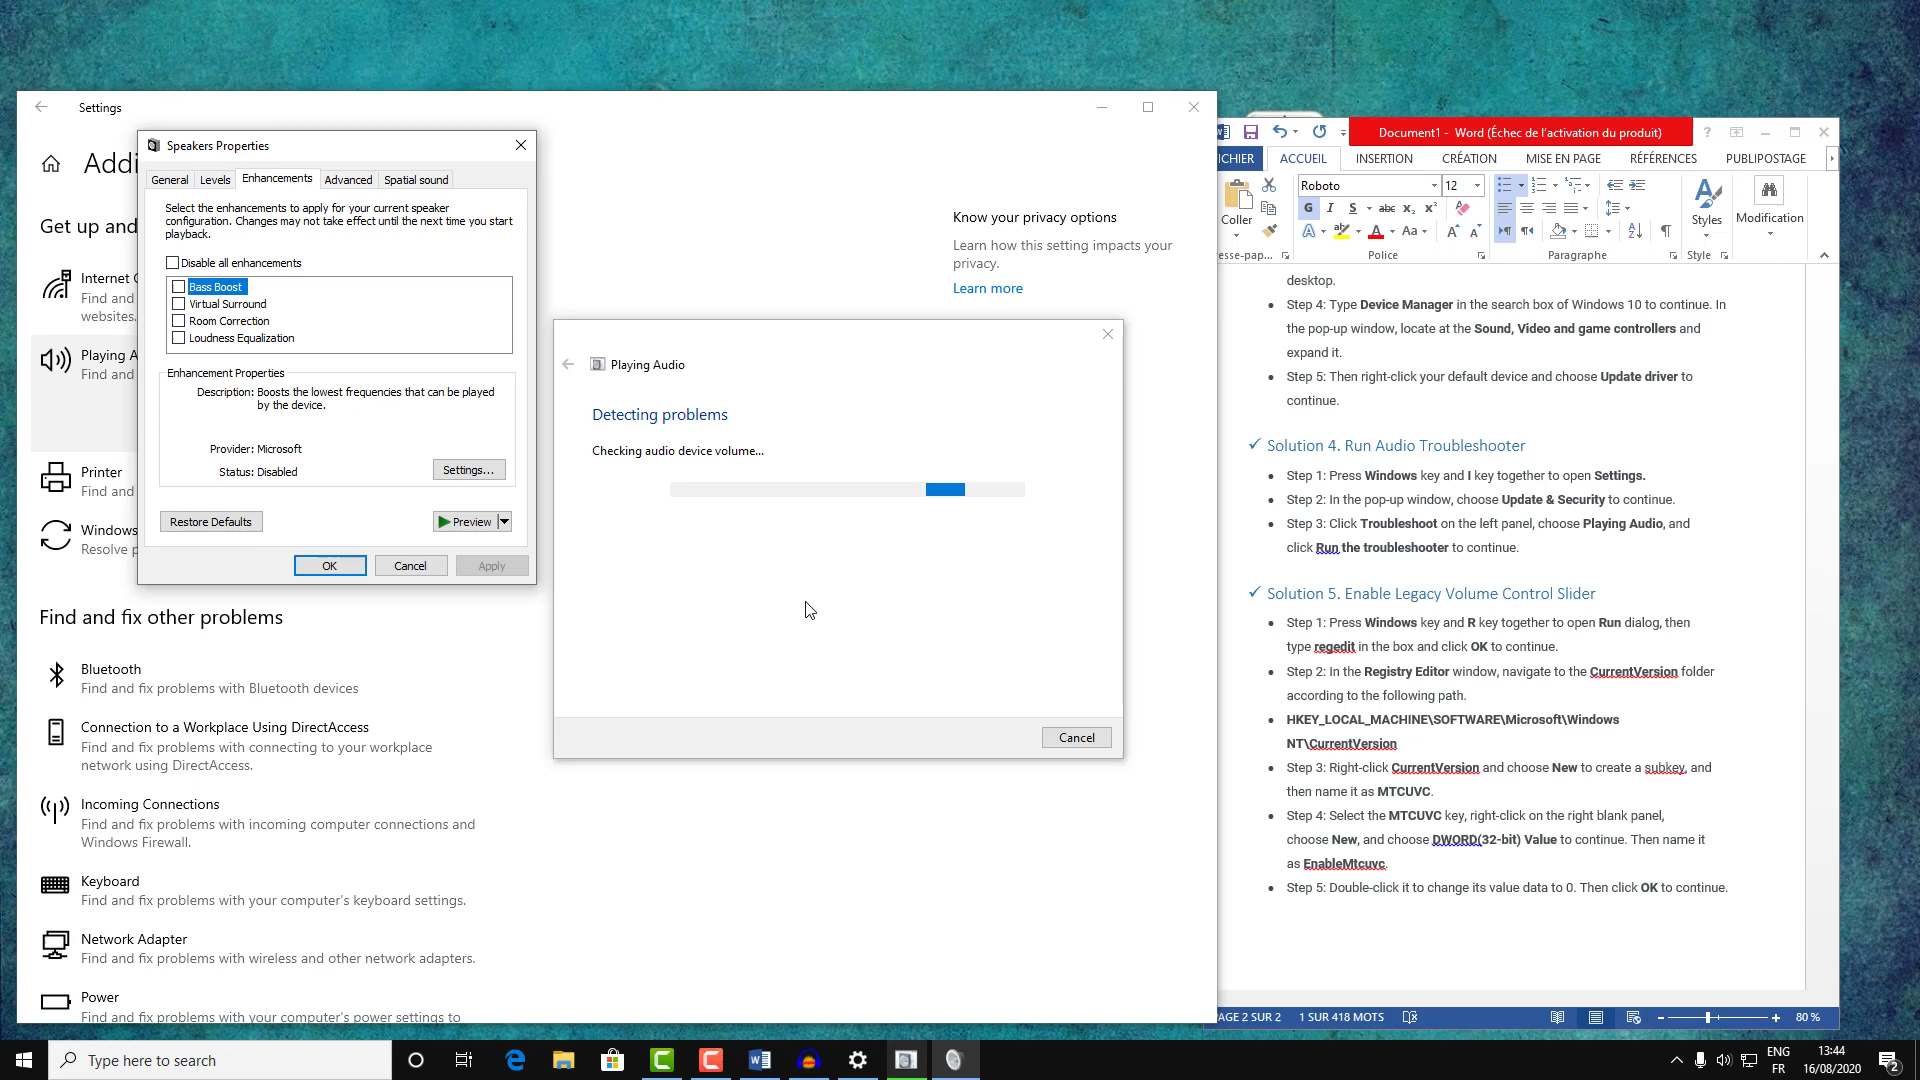 Settings
Addi
Get up and
Internet C
Find and
websites.
Playing A
Find and
Printer
Find and
Windows
Resolve p
Find and fix other problems
Bluetooth
Find and fix problems with Bluetooth devices
Connection to a Workplace Using DirectAccess
Find and fix problems with connecting to your workplace
network using DirectAccess.
Incoming Connections
Find and fix problems with incoming computer connections and
Windows Firewall.
Keyboard
Find and fix problems with your computer's keyboard settings.
Network Adapter
Find and fix problems with wireless and other network adapters.
Power
Find and fix problems with your computer's power settings to
Know your privacy options
Learn how this setting impacts your
privacy.
Learn more
Speakers Properties
General Levels Enhancements Advanced Spatial sound
Select the enhancements to apply for your current speaker
configuration. Changes may not take effect until the next time you start
playback.
Disable all enhancements
Bass Boost
Virtual Surround
Room Correction
Loudness Equalization
Enhancement Properties
Description: Boosts the lowest frequencies that can be played
by the device.
Provider: Microsoft
Status: Disabled
Settings...
Restore Defaults
Preview
OK Cancel Apply
Playing Audio
Detecting problems
Checking audio device volume...
Cancel
Document1 - Word (Échec de l'activation du produit)
CHIER ACCUEIL INSERTION CRÉATION MISE EN PAGE RÉFÉRENCES PUBLIPOSTAGE
Coller
Roboto 12
G I S abc x₂ x²
A A Aa A A
Styles
Modification
esse-pap... Police Paragraphe Style
desktop.
• Step 4: Type Device Manager in the search box of Windows 10 to continue. In
the pop-up window, locate at the Sound, Video and game controllers and
expand it.
• Step 5: Then right-click your default device and choose Update driver to
continue.
✓ Solution 4. Run Audio Troubleshooter
• Step 1: Press Windows key and I key together to open Settings.
• Step 2: In the pop-up window, choose Update & Security to continue.
• Step 3: Click Troubleshoot on the left panel, choose Playing Audio, and
click Run the troubleshooter to continue.
✓ Solution 5. Enable Legacy Volume Control Slider
• Step 1: Press Windows key and R key together to open Run dialog, then
type regedit in the box and click OK to continue.
• Step 2: In the Registry Editor window, navigate to the CurrentVersion folder
according to the following path.
• HKEY_LOCAL_MACHINE\SOFTWARE\Microsoft\Windows
NT\CurrentVersion
• Step 3: Right-click CurrentVersion and choose New to create a subkey, and
then name it as MTCUVC.
• Step 4: Select the MTCUVC key, right-click on the right blank panel,
choose New, and choose DWORD(32-bit) Value to continue. Then name it
as EnableMtcuvc.
• Step 5: Double-click it to change its value data to 0. Then click OK to continue.
PAGE 2 SUR 2 1 SUR 418 MOTS 80 %
Type here to search
ENG
FR
13:44
16/08/2020
2